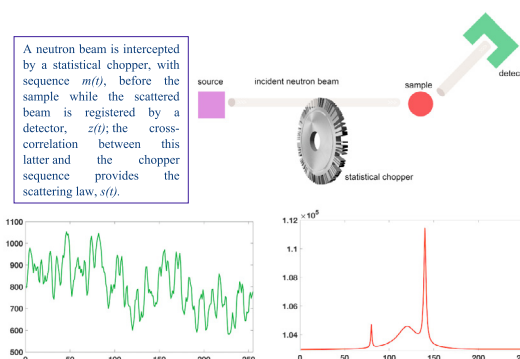 A neutron beam is intercepted
by a statistical chopper, with
sequence m(t), before the
sample while the scattered
beam is registered by a
detector, z(t); the cross-
correlation between this
latter and the chopper
sequence provides the
scattering law, s(t).
source
incident neutron beam
sample
detec
statistical chopper
1100
1000
900
800
700
600
500
0
50
100
150
200
250
1.12
× 10⁵
1.1
1.08
1.06
1.04
0
50
100
150
200